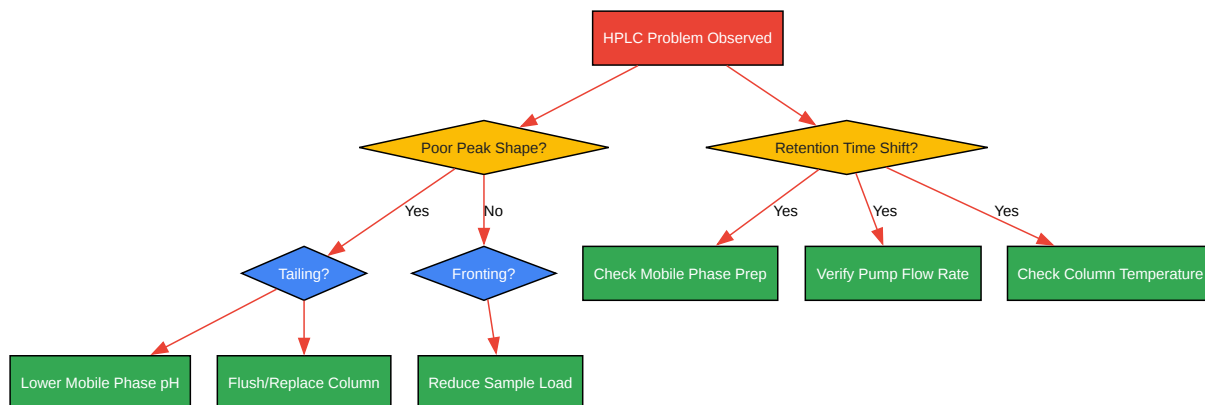 HPLC Problem Observed
Poor Peak Shape?
Retention Time Shift?
Yes
No
Yes
Yes
Yes
Tailing?
Fronting?
Check Mobile Phase Prep
Verify Pump Flow Rate
Check Column Temperature
Lower Mobile Phase pH
Flush/Replace Column
Reduce Sample Load